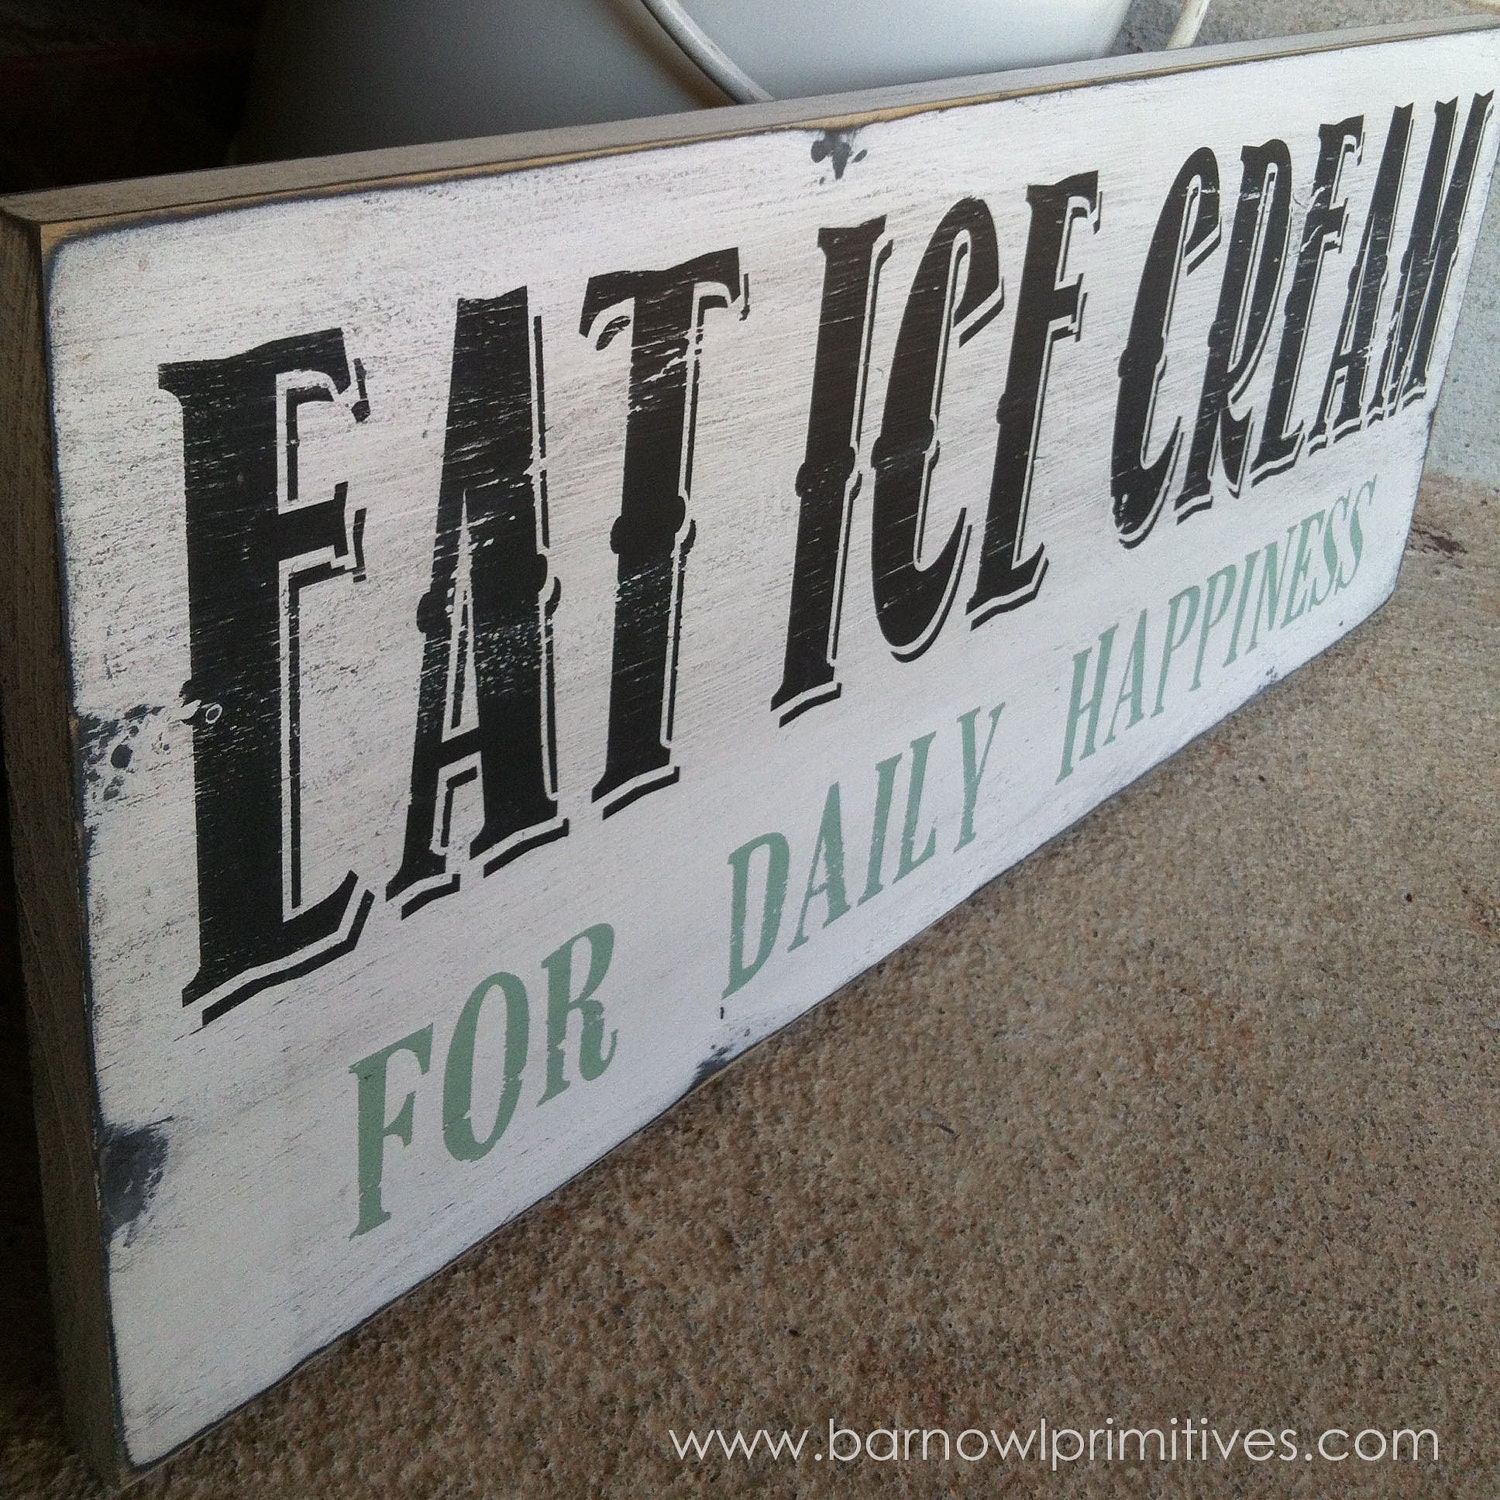 EAT ICE CREAM
FOR DAILY HAPPINESS
www.barnowlprimitives.com